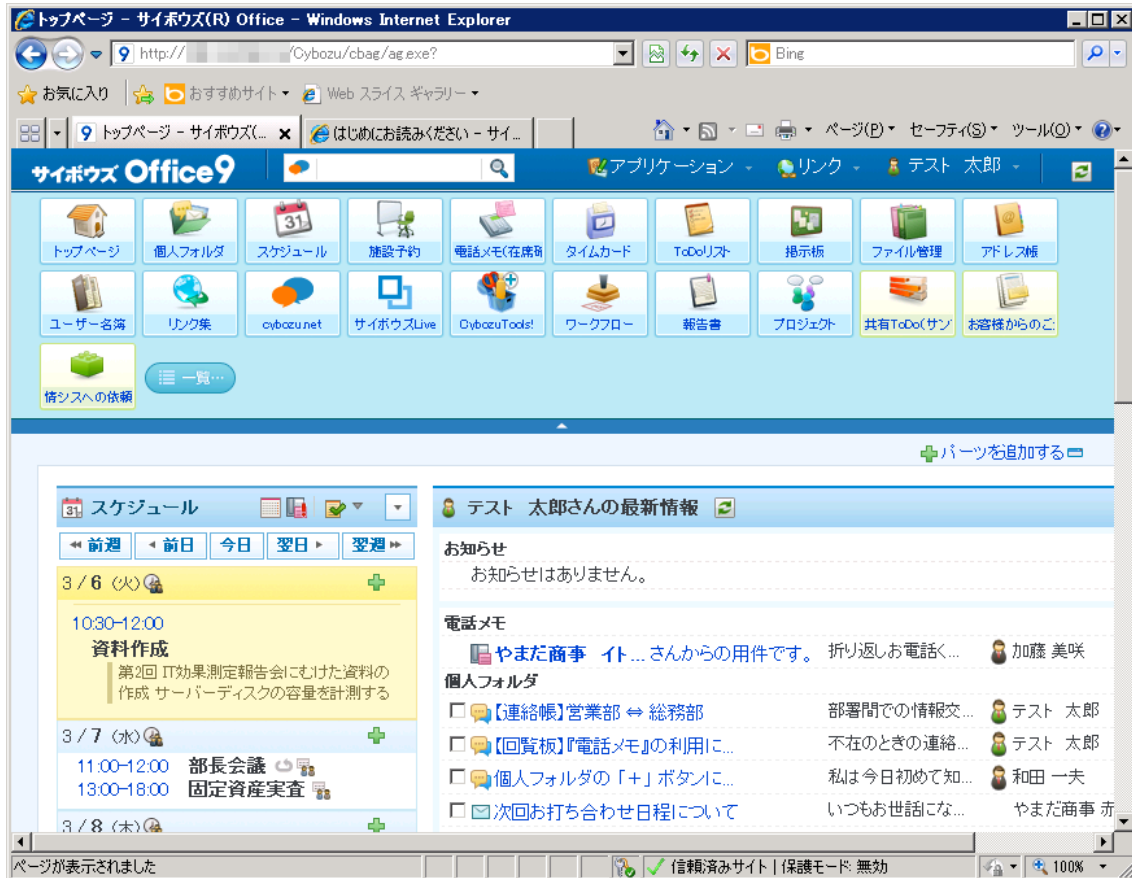 トップページ - サイボウズ(R) Office - Windows Internet Explorer
http:// /Cybozu/cbag/ag.exe?
Bing
お気に入り おすすめサイト Web スライス ギャラリー
トップページ - サイボウズ(... はじめにお読みください - サイ...
ページ(P) セーフティ(S) ツール(O)
サイボウズ Office9
アプリケーション リンク テスト 太郎
トップページ 個人フォルダ スケジュール 施設予約 電話メモ(在席確 タイムカード ToDoリスト 掲示板 ファイル管理 アドレス帳
ユーザー名簿 リンク集 cybozu.net サイボウズLive CybozuTools! ワークフロー 報告書 プロジェクト 共有ToDo(サン お客様からのご
情シスへの依頼 一覧…
パーツを追加する
31 スケジュール
前週 前日 今日 翌日 翌週
3 / 6 (火)
10:30-12:00
資料作成
第2回 IT効果測定報告会にむけた資料の
作成 サーバーディスクの容量を計測する
3 / 7 (水)
11:00-12:00 部長会議
13:00-18:00 固定資産実査
3 / 8 (木)
テスト 太郎さんの最新情報
お知らせ
お知らせはありません。
電話メモ
やまだ商事 イト...さんからの用件です。 折り返しお電話く... 加藤 美咲
個人フォルダ
【連絡帳】営業部 ⇔ 総務部 部署間での情報交... テスト 太郎
【回覧板】『電話メモ』の利用に... 不在のときの連絡... テスト 太郎
個人フォルダの「+」ボタンに... 私は今日初めて知... 和田 一夫
次回お打ち合わせ日程について いつもお世話にな... やまだ商事 赤
ページが表示されました
信頼済みサイト | 保護モード: 無効
100%